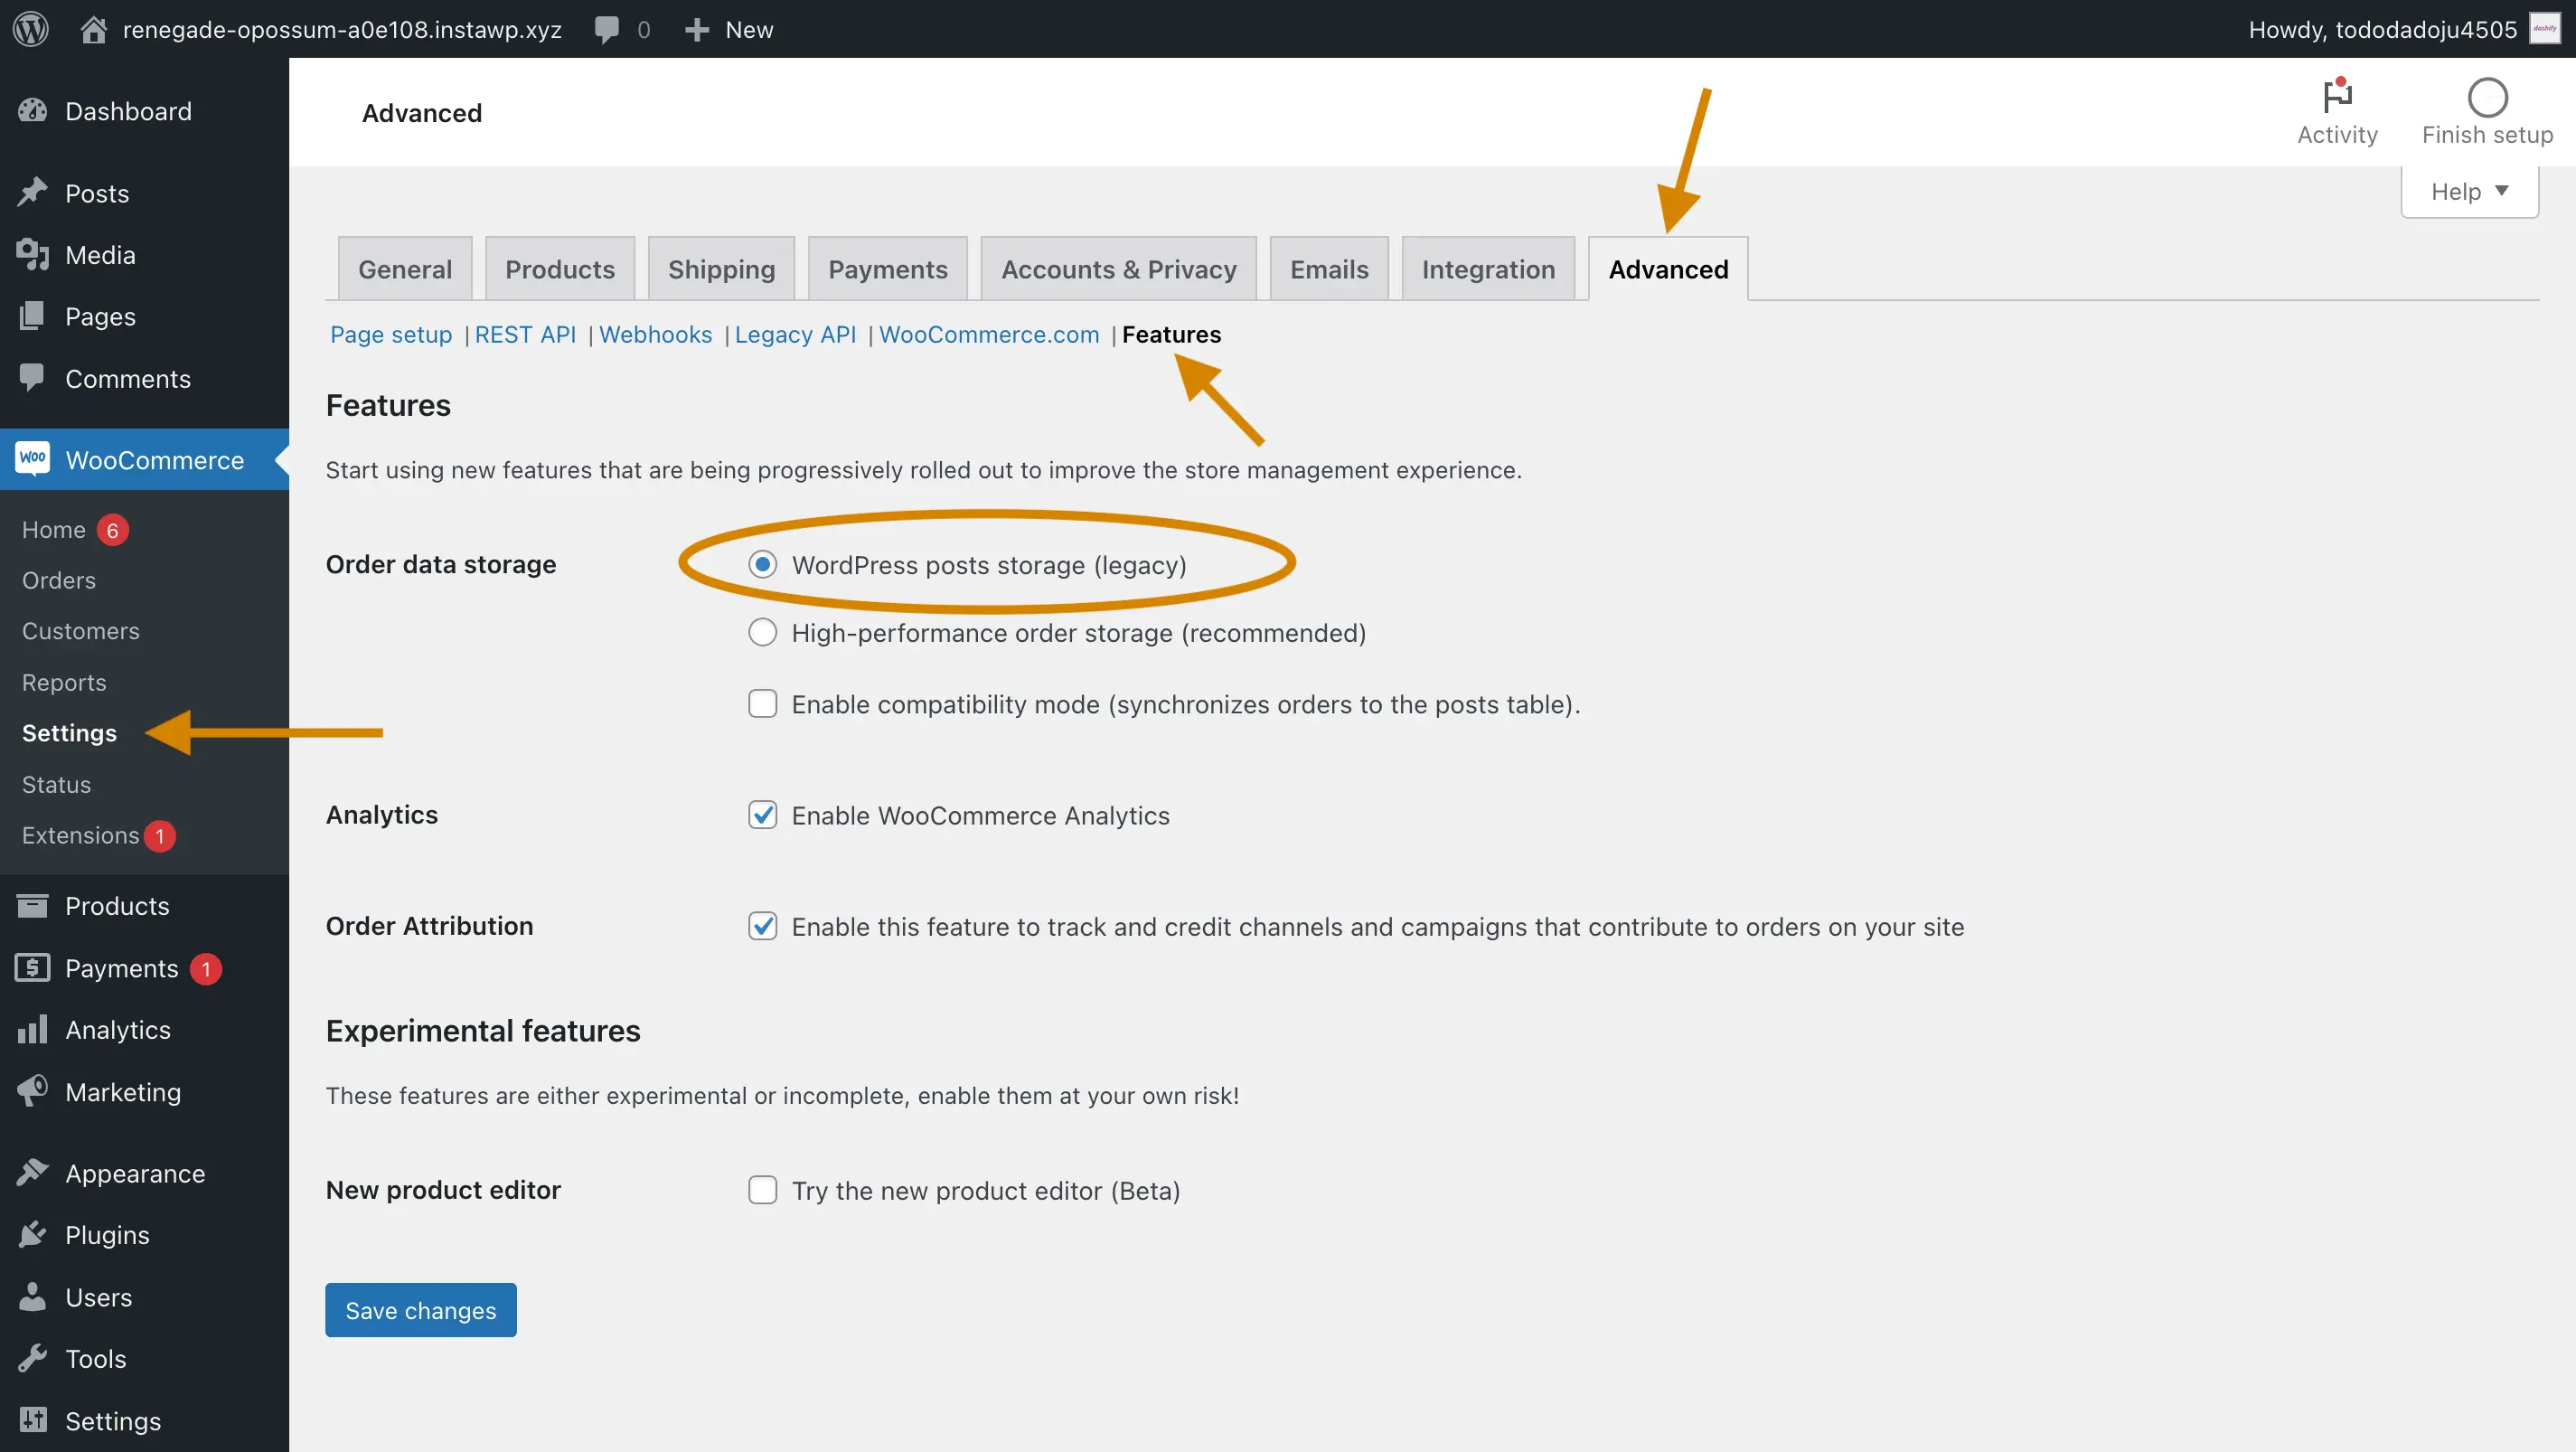 renegade-opossum-a0e108.instawp.xyz 0 New Howdy, tododadoju4505 dashify
Dashboard
Posts
Media
Pages
Comments
Woo WooCommerce
Home 6
Orders
Customers
Reports
Settings
Status
Extensions 1
Products
Payments 1
Analytics
Marketing
Appearance
Plugins
Users
Tools
Settings
Advanced
Activity Finish setup
Help
General Products Shipping Payments Accounts & Privacy Emails Integration Advanced
Page setup | REST API | Webhooks | Legacy API | WooCommerce.com | Features
Features
Start using new features that are being progressively rolled out to improve the store management experience.
Order data storage WordPress posts storage (legacy)
High-performance order storage (recommended)
Enable compatibility mode (synchronizes orders to the posts table).
Analytics Enable WooCommerce Analytics
Order Attribution Enable this feature to track and credit channels and campaigns that contribute to orders on your site
Experimental features
These features are either experimental or incomplete, enable them at your own risk!
New product editor Try the new product editor (Beta)
Save changes